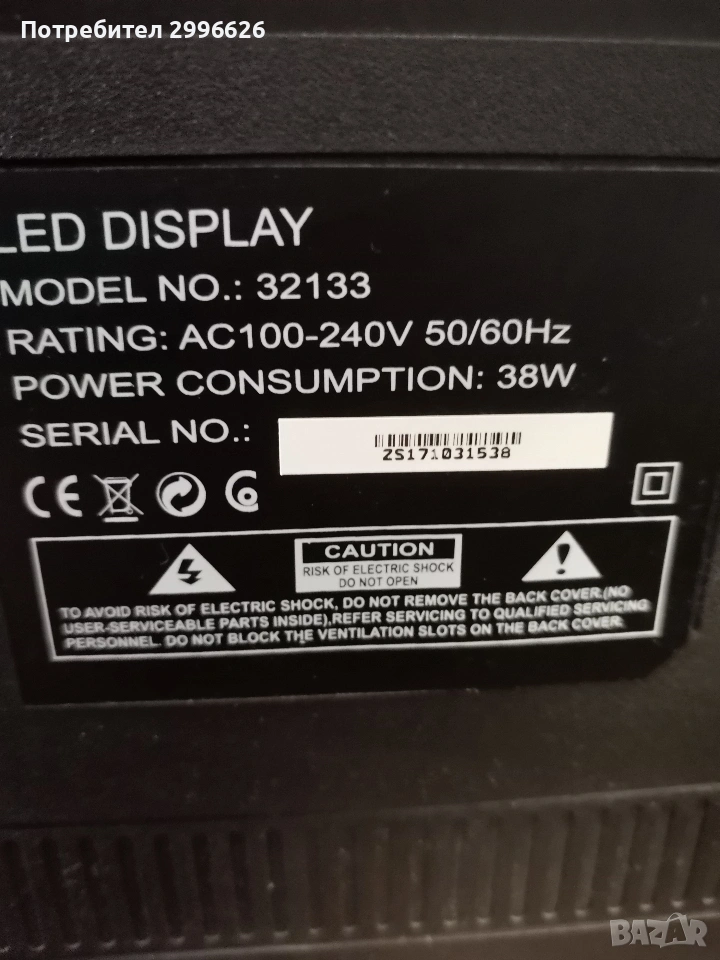 Потребител 2996626
LED DISPLAY
MODEL NO.: 32133
RATING: AC100-240V 50/60Hz
POWER CONSUMPTION: 38W
SERIAL NO.:
ZS171031538
CE
CAUTION
RISK OF ELECTRIC SHOCK
DO NOT OPEN
TO AVOID RISK OF ELECTRIC SHOCK, DO NOT REMOVE THE BACK COVER.(NO
USER-SERVICEABLE PARTS INSIDE),REFER SERVICING TO QUALIFIED SERVICING
PERSONNEL. DO NOT BLOCK THE VENTILATION SLOTS ON THE BACK COVER.
BAZAR